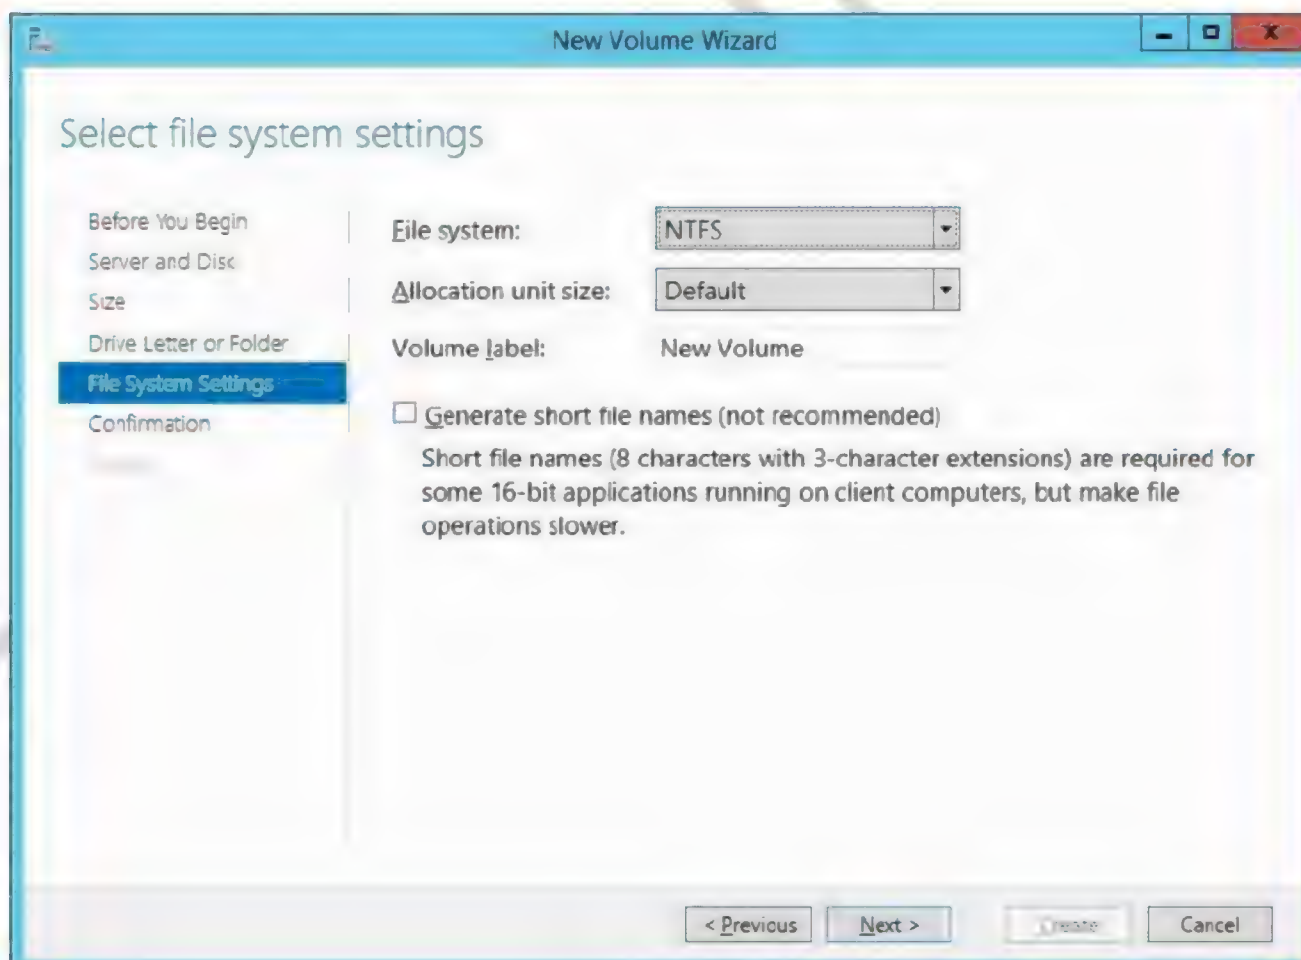 New Volume Wizard
Select file system settings
Before You Begin
Server and Disk
Size
Drive Letter or Folder
File System Settings
Confirmation
File system:
NTFS
Allocation unit size:
Default
Volume label:
New Volume
Generate short file names (not recommended)
Short file names (8 characters with 3-character extensions) are required for
some 16-bit applications running on client computers, but make file
operations slower.
< Previous
Next >
Create
Cancel